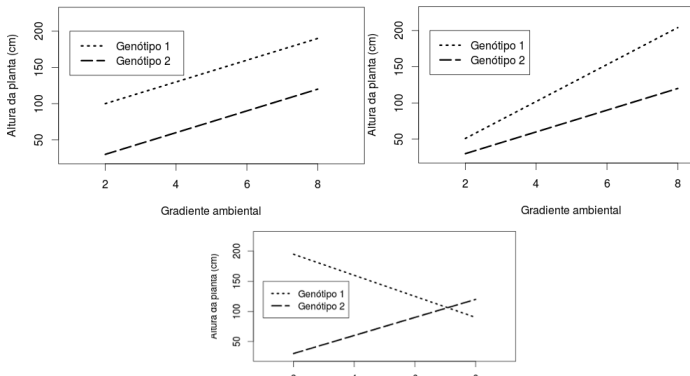 Altura da planta (cm)
50 100 150 200
Genótipo 1
Genótipo 2
2 4 6 8
Gradiente ambiental
Altura da planta (cm)
50 100 150 200
Genótipo 1
Genótipo 2
2 4 6 8
Gradiente ambiental
Altura da planta (cm)
50 100 150 200
Genótipo 1
Genótipo 2